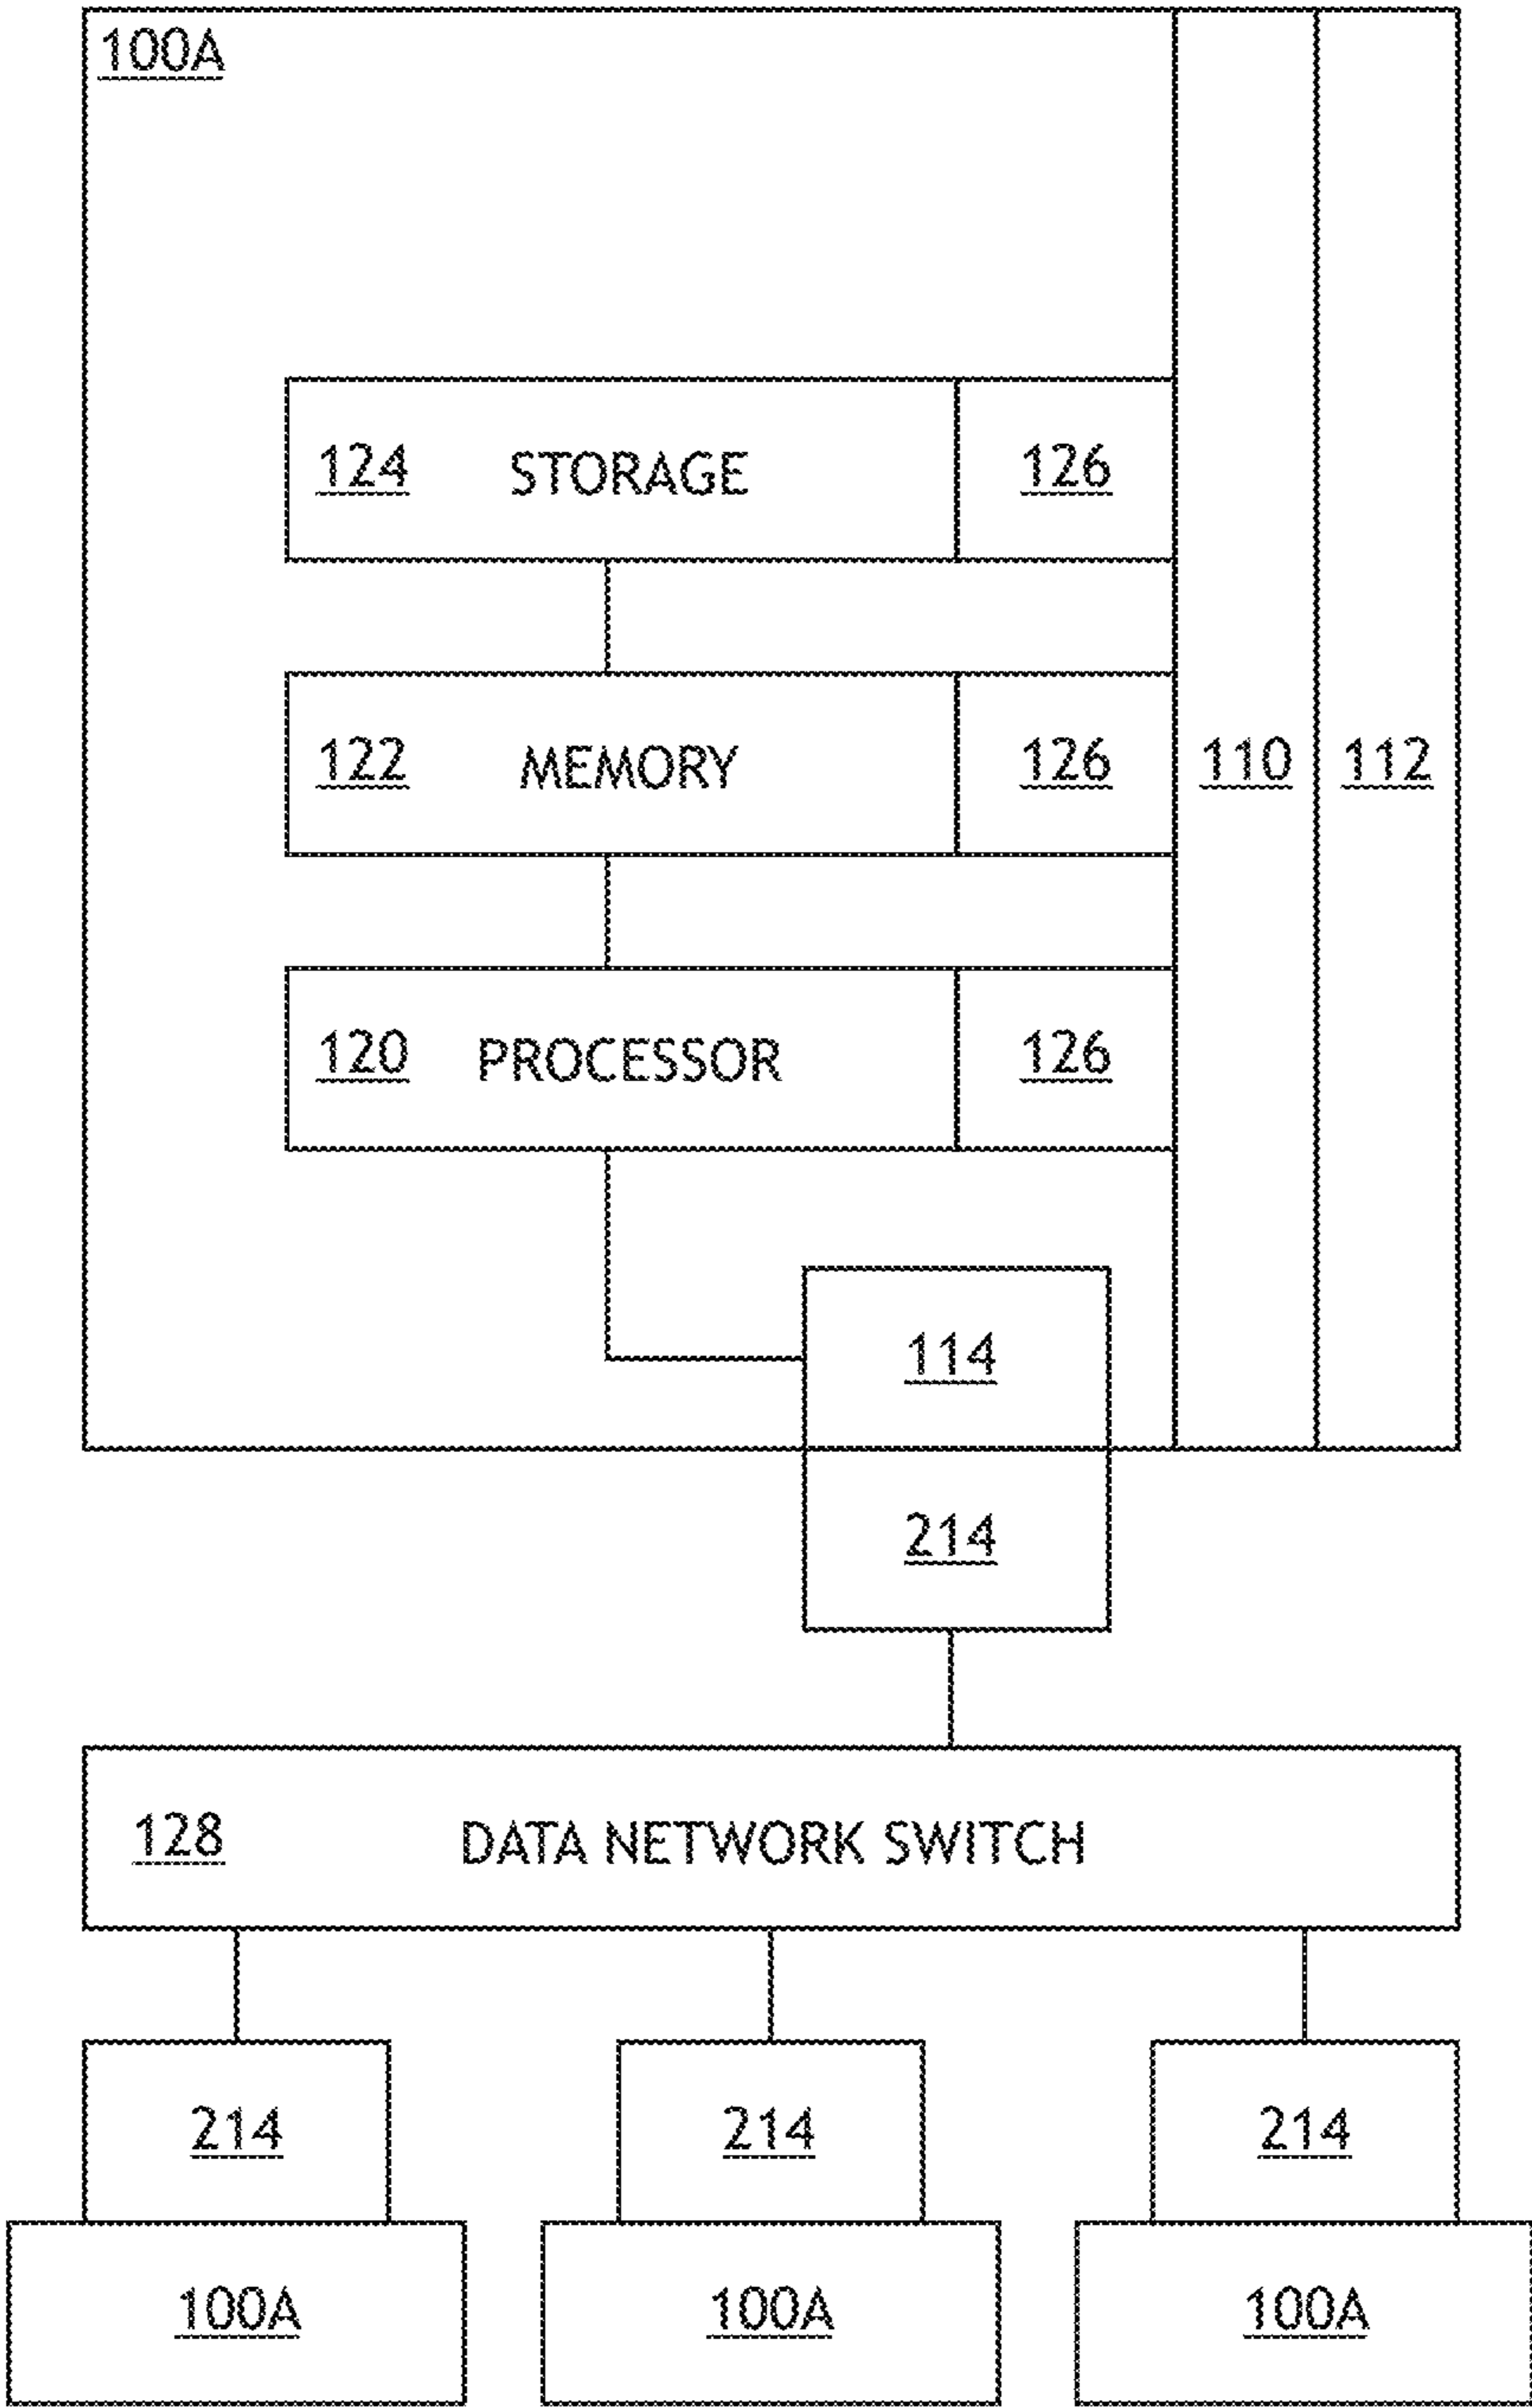 100A
124 STORAGE 126
122 MEMORY 126 110 112
120 PROCESSOR 126
114
214
128 DATA NETWORK SWITCH
214 214 214
100A 100A 100A